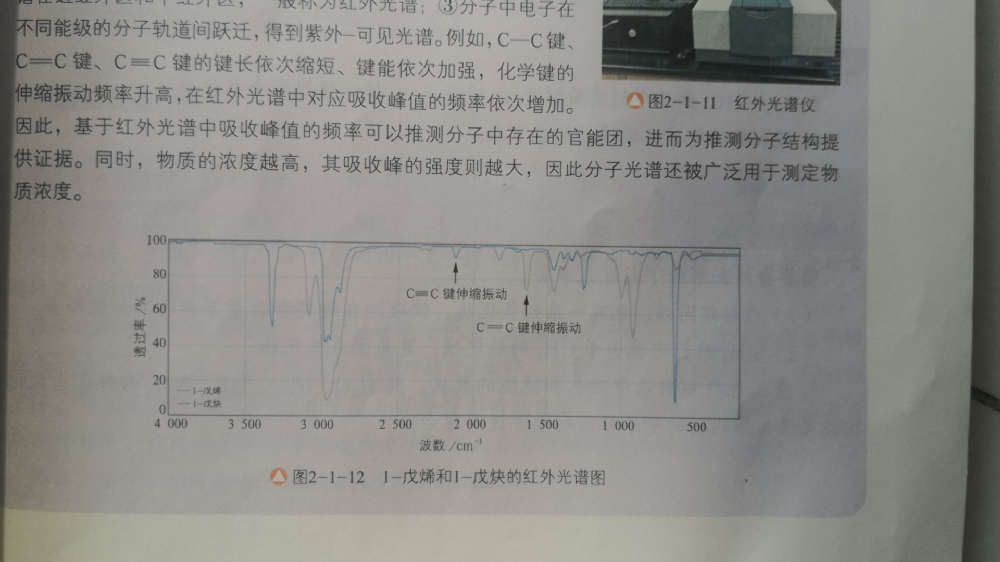 谱在近红外区和中红外区，一般称为红外光谱；③分子中电子在
不同能级的分子轨道间跃迁，得到紫外—可见光谱。例如，C—C 键、
C═C 键、C≡C 键的键长依次缩短、键能依次加强，化学键的
伸缩振动频率升高，在红外光谱中对应吸收峰值的频率依次增加。
图2-1-11 红外光谱仪
因此，基于红外光谱中吸收峰值的频率可以推测分子中存在的官能团，进而为推测分子结构提
供证据。同时，物质的浓度越高，其吸收峰的强度则越大，因此分子光谱还被广泛用于测定物
质浓度。
100
80
60
40
20
0
透过率 /%
C≡C 键伸缩振动
C═C 键伸缩振动
1-戊烯
1-戊炔
4 000 3 500 3 000 2 500 2 000 1 500 1 000 500
波数 /cm⁻¹
图2-1-12 1-戊烯和1-戊炔的红外光谱图